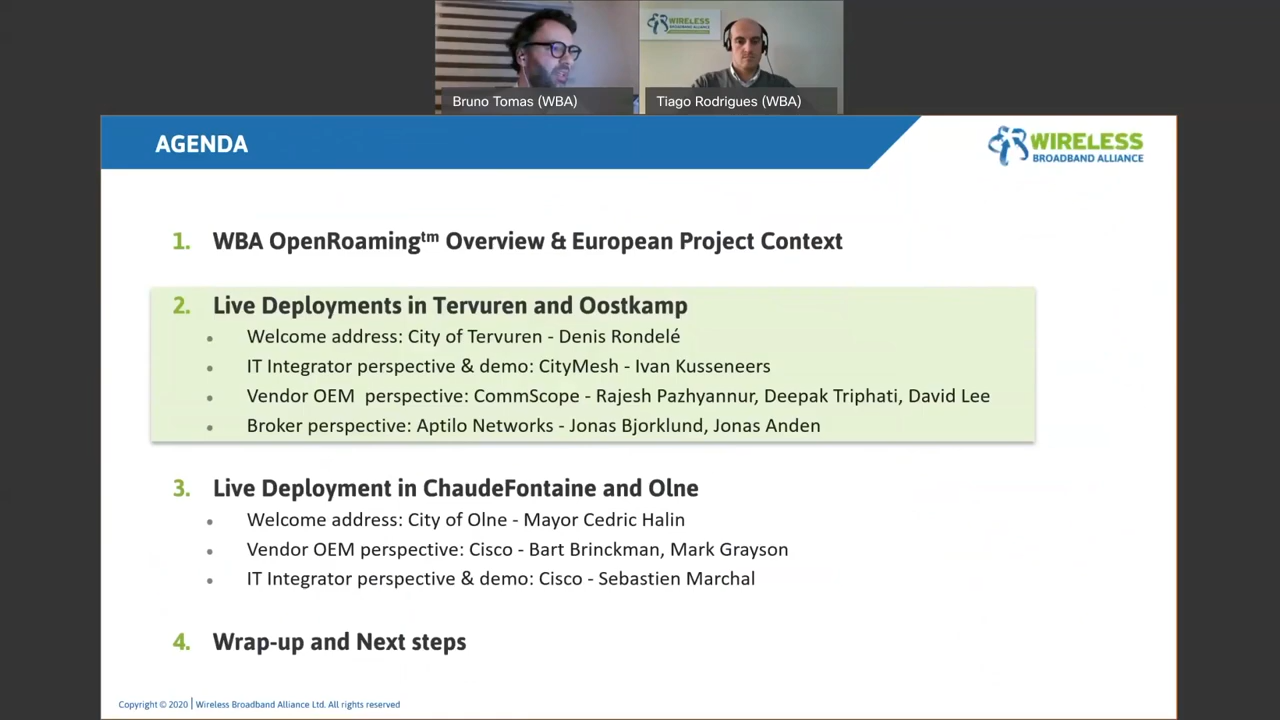 WIRELESS
BROADBAND ALLIANCE
Bruno Tomas (WBA)
Tiago Rodrigues (WBA)
AGENDA
WIRELESS
BROADBAND ALLIANCE
1. WBA OpenRoaming™ Overview & European Project Context
2. Live Deployments in Tervuren and Oostkamp
• Welcome address: City of Tervuren - Denis Rondelé
• IT Integrator perspective & demo: CityMesh - Ivan Kusseneers
• Vendor OEM perspective: CommScope - Rajesh Pazhyannur, Deepak Triphati, David Lee
• Broker perspective: Aptilo Networks - Jonas Bjorklund, Jonas Anden
3. Live Deployment in ChaudeFontaine and Olne
• Welcome address: City of Olne - Mayor Cedric Halin
• Vendor OEM perspective: Cisco - Bart Brinckman, Mark Grayson
• IT Integrator perspective & demo: Cisco - Sebastien Marchal
4. Wrap-up and Next steps
Copyright © 2020 | Wireless Broadband Alliance Ltd. All rights reserved